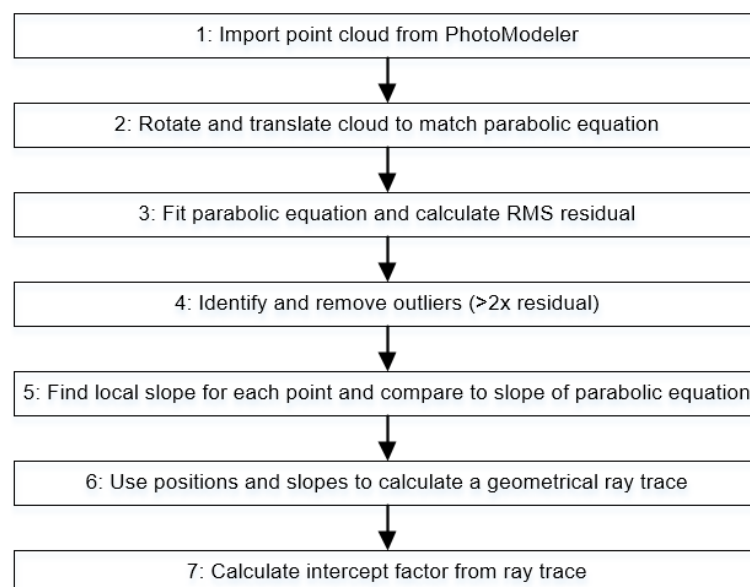 1: Import point cloud from PhotoModeler
2: Rotate and translate cloud to match parabolic equation
3: Fit parabolic equation and calculate RMS residual
4: Identify and remove outliers (>2x residual)
5: Find local slope for each point and compare to slope of parabolic equation
6: Use positions and slopes to calculate a geometrical ray trace
7: Calculate intercept factor from ray trace